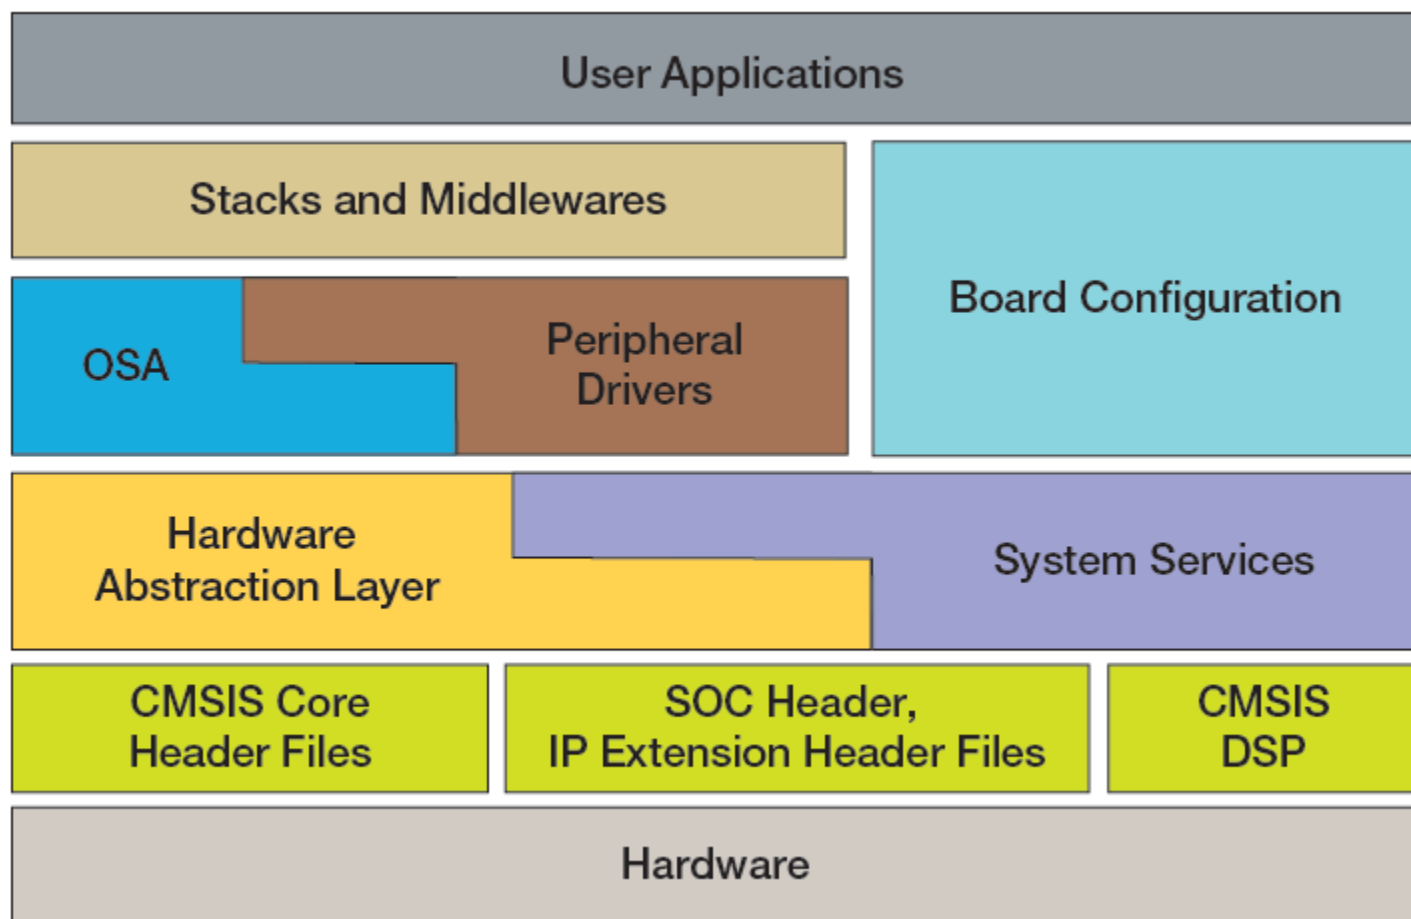 User Applications
Stacks and Middlewares
Board Configuration
OSA
Peripheral
Drivers
Hardware
Abstraction Layer
System Services
CMSIS Core
Header Files
SOC Header,
IP Extension Header Files
CMSIS
DSP
Hardware